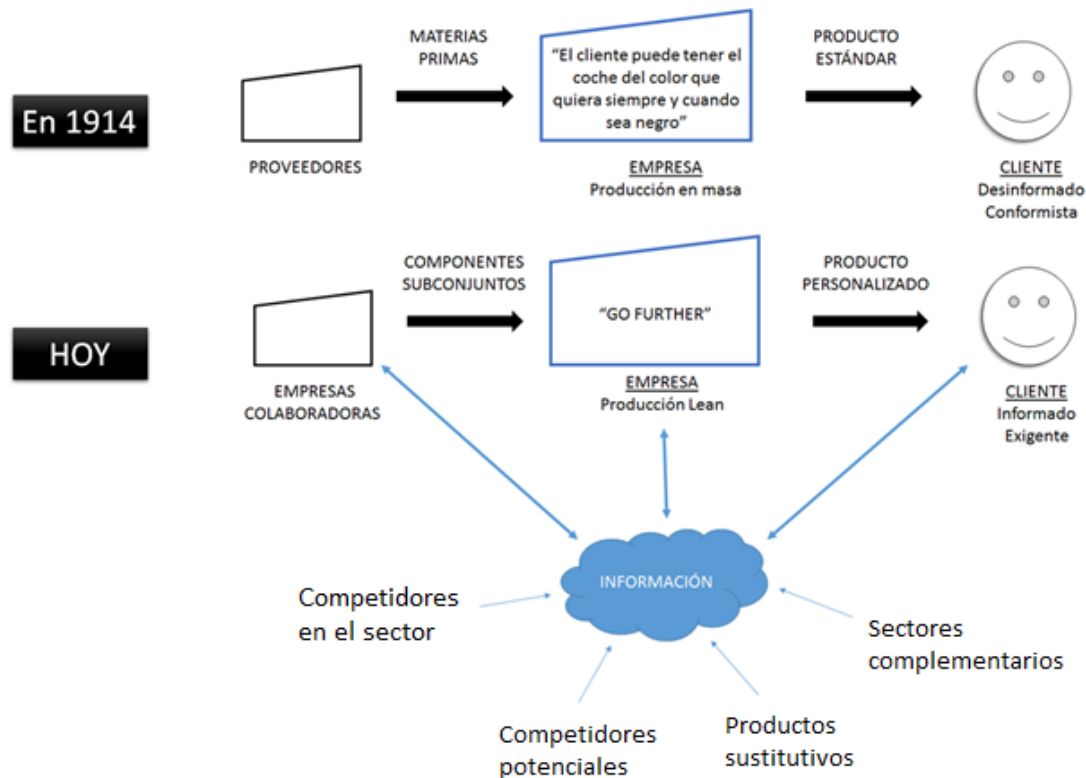 En 1914
PROVEEDORES
MATERIAS
PRIMAS
“El cliente puede tener el
coche del color que
quiera siempre y cuando
sea negro”
EMPRESA
Producción en masa
PRODUCTO
ESTÁNDAR
CLIENTE
Desinformado
Conformista
HOY
EMPRESAS
COLABORADORAS
COMPONENTES
SUBCONJUNTOS
“GO FURTHER”
EMPRESA
Producción Lean
PRODUCTO
PERSONALIZADO
CLIENTE
Informado
Exigente
INFORMACIÓN
Competidores
en el sector
Competidores
potenciales
Productos
sustitutivos
Sectores
complementarios